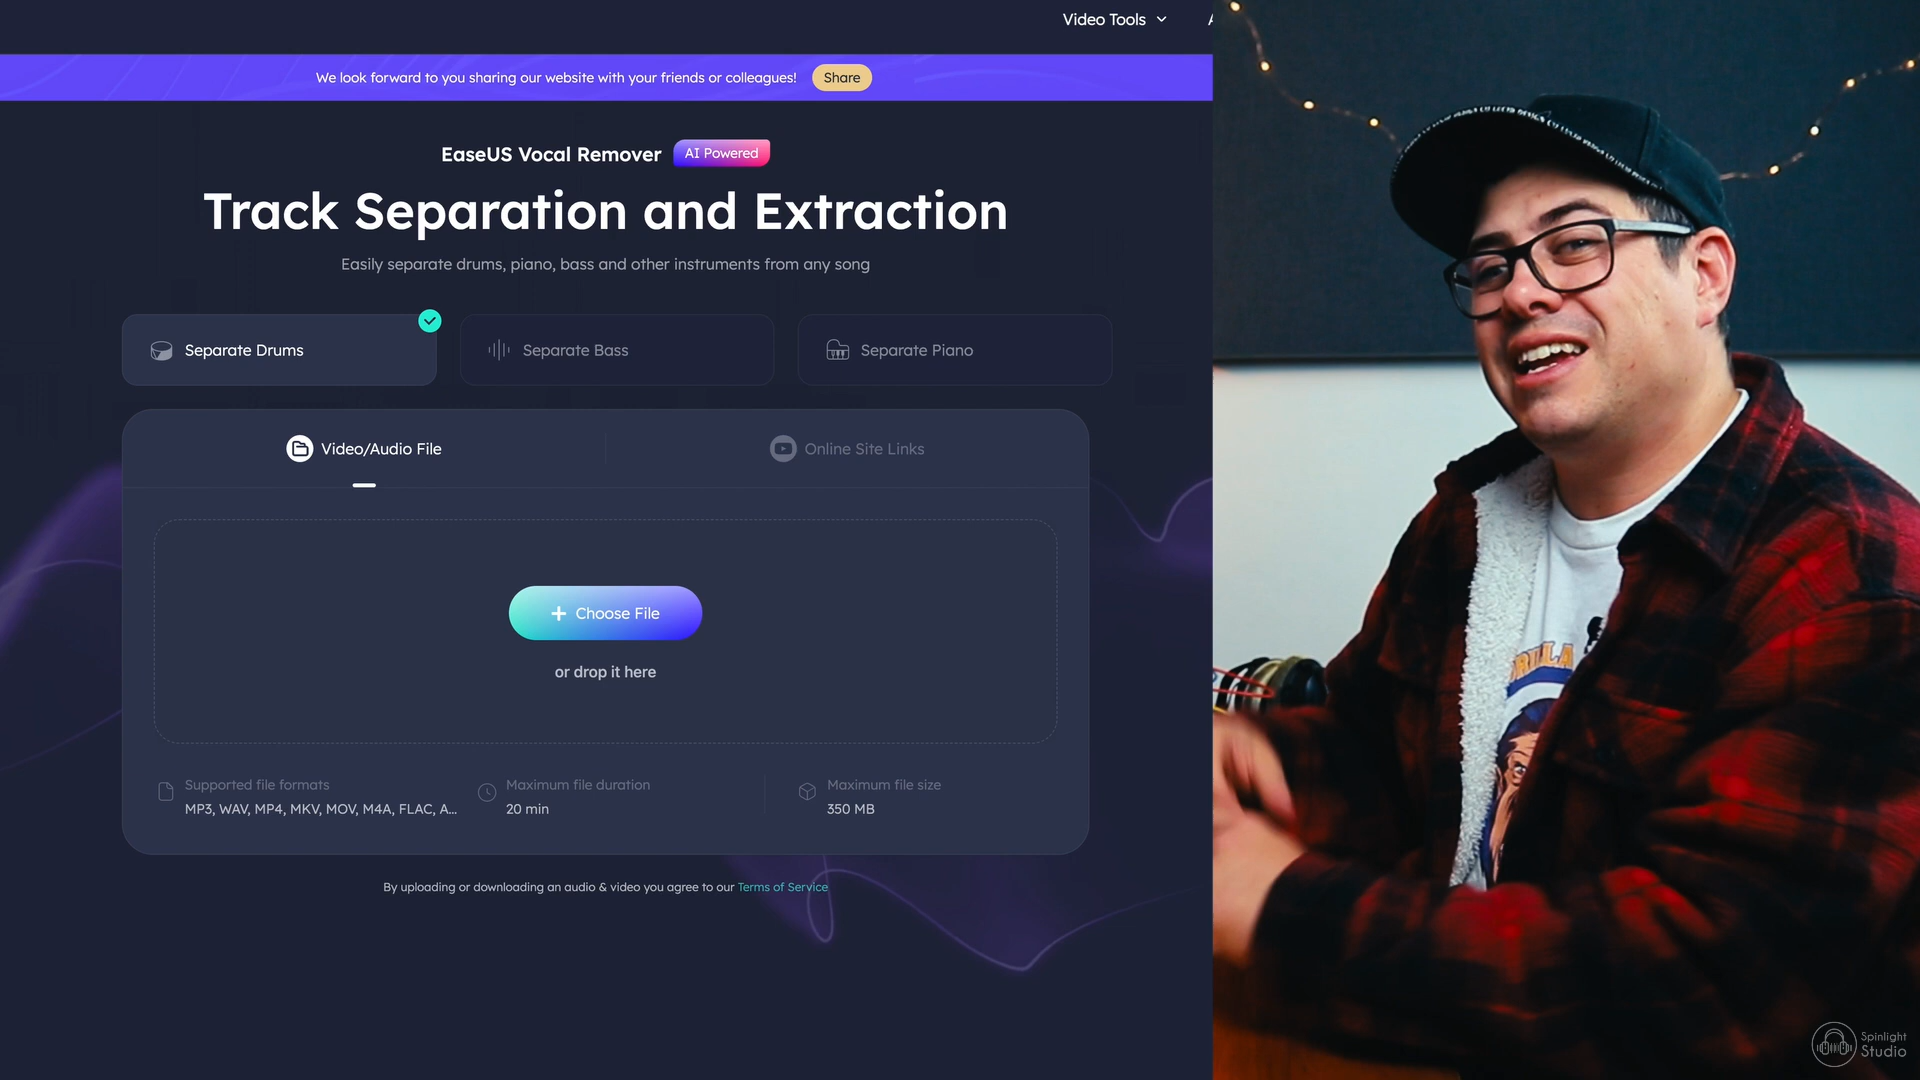 Video Tools
We look forward to you sharing our website with your friends or colleagues!
Share
EaseUS Vocal Remover
AI Powered
Track Separation and Extraction
Easily separate drums, piano, bass and other instruments from any song
Separate Drums
Separate Bass
Separate Piano
Video/Audio File
Online Site Links
+ Choose File
or drop it here
Supported file formats
MP3, WAV, MP4, MKV, MOV, M4A, FLAC, A...
Maximum file duration
20 min
Maximum file size
350 MB
By uploading or downloading an audio & video you agree to our Terms of Service
Spinlight
Studio